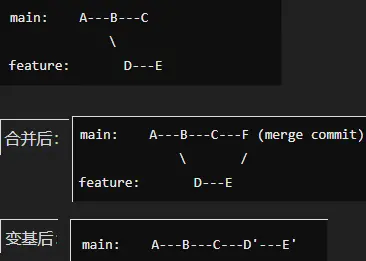 main:    A---B---C
             \
feature:       D---E
合并后:
main:    A---B---C---F (merge commit)
             \       /
feature:       D---E
变基后:
main:    A---B---C---D'---E'